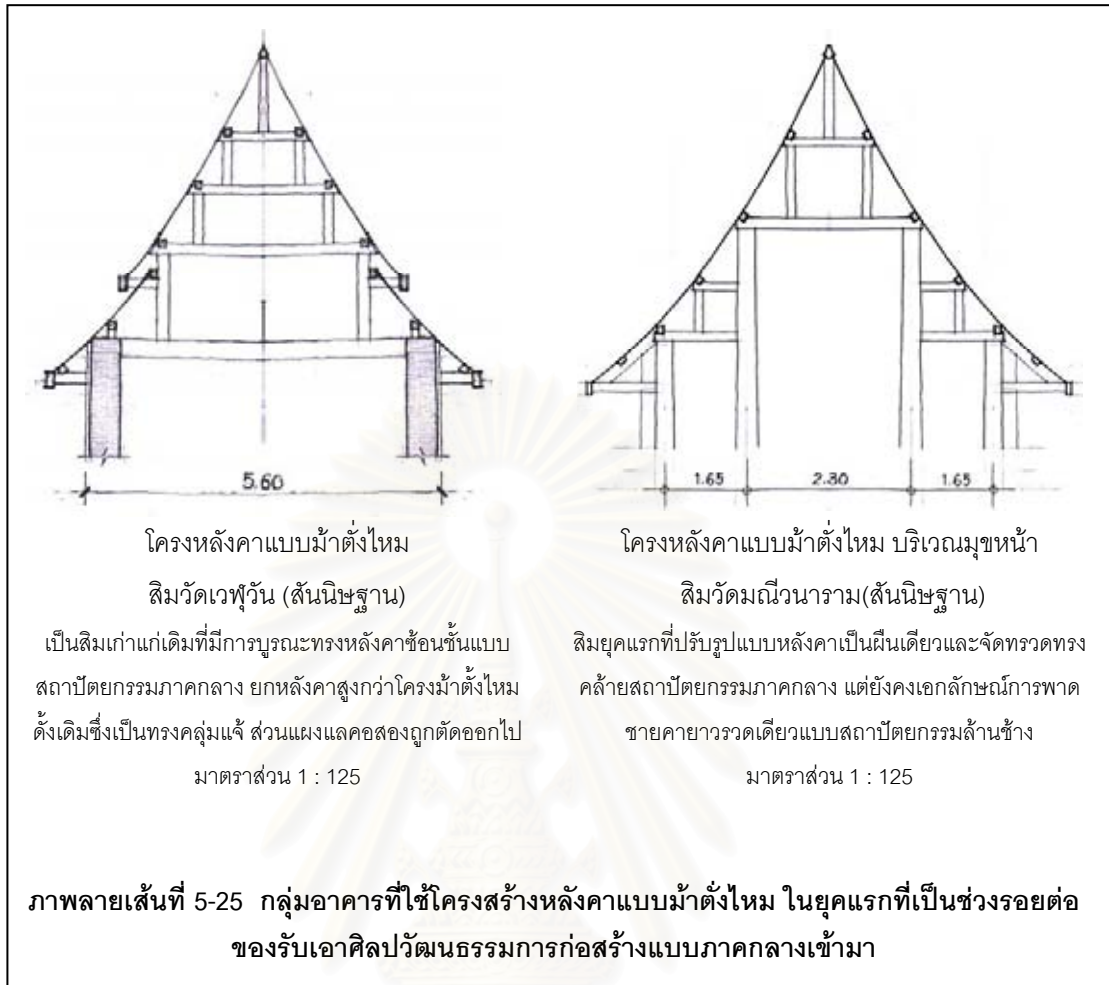 5.60
1.65 2.30 1.65
โครงหลังคาแบบม้าตั่งไหม
สิมวัดเวฬุวัน (สันนิษฐาน)
เป็นสิมเก่าแก่เดิมที่มีการบูรณะทรงหลังคาซ้อนชั้นแบบ
สถาปัตยกรรมภาคกลาง ยกหลังคาสูงกว่าโครงม้าตั้งไหม
ดั้งเดิมซึ่งเป็นทรงคลุ่มแจ้ ส่วนแผงแลคอสองถูกตัดออกไป
มาตราส่วน 1 : 125
โครงหลังคาแบบม้าตั่งไหม บริเวณมุขหน้า
สิมวัดมณีวนาราม(สันนิษฐาน)
สิมยุคแรกที่ปรับรูปแบบหลังคาเป็นผืนเดียวและจัดทรวดทรง
คล้ายสถาปัตยกรรมภาคกลาง แต่ยังคงเอกลักษณ์การพาด
ชายคายาวรวดเดียวแบบสถาปัตยกรรมล้านช้าง
มาตราส่วน 1 : 125
ภาพลายเส้นที่ 5-25 กลุ่มอาคารที่ใช้โครงสร้างหลังคาแบบม้าตั่งไหม ในยุคแรกที่เป็นช่วงรอยต่อ
ของรับเอาศิลปวัฒนธรรมการก่อสร้างแบบภาคกลางเข้ามา